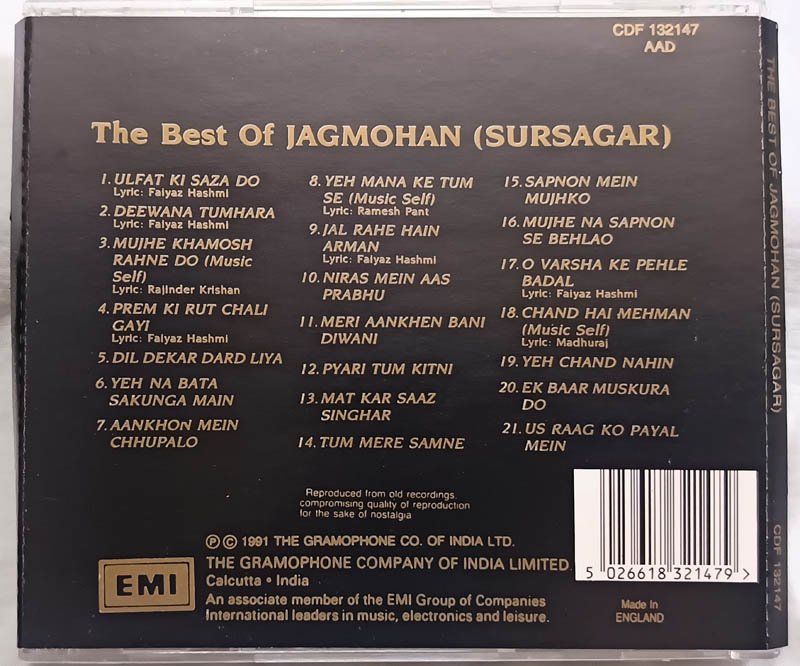 CDF 132147
AAD
The Best Of JAGMOHAN (SURSAGAR)
1. ULFAT KI SAZA DO
Lyric: Faiyaz Hashmi
2. DEEWANA TUMHARA
Lyric: Faiyaz Hashmi
3. MUJHE KHAMOSH
RAHNE DO (Music
Self)
Lyric: Rajinder Krishan
4. PREM KI RUT CHALI
GAYI
Lyric: Faiyaz Hashmi
5. DIL DEKAR DARD LIYA
6. YEH NA BATA
SAKUNGA MAIN
7. AANKHON MEIN
CHHUPALO
8. YEH MANA KE TUM
SE (Music Self)
Lyric: Ramesh Pant
9. JAL RAHE HAIN
ARMAN
Lyric: Faiyaz Hashmi
10. NIRAS MEIN AAS
PRABHU
11. MERI AANKHEN BANI
DIWANI
12. PYARI TUM KITNI
13. MAT KAR SAAZ
SINGHAR
14. TUM MERE SAMNE
15. SAPNON MEIN
MUJHKO
16. MUJHE NA SAPNON
SE BEHLAO
17. O VARSHA KE PEHLE
BADAL
Lyric: Faiyaz Hashmi
18. CHAND HAI MEHMAN
(Music Self)
Lyric: Madhuraj
19. YEH CHAND NAHIN
20. EK BAAR MUSKURA
DO
21. US RAAG KO PAYAL
MEIN
Reproduced from old recordings,
compromising quality of reproduction
for the sake of nostalgia
Ⓟ © 1991 THE GRAMOPHONE CO. OF INDIA LTD.
EMI
THE GRAMOPHONE COMPANY OF INDIA LIMITED
Calcutta • India
An associate member of the EMI Group of Companies
International leaders in music, electronics and leisure.
5 026618 321479 >
Made In
ENGLAND
THE BEST OF JAGMOHAN (SURSAGAR)
CDF 132147